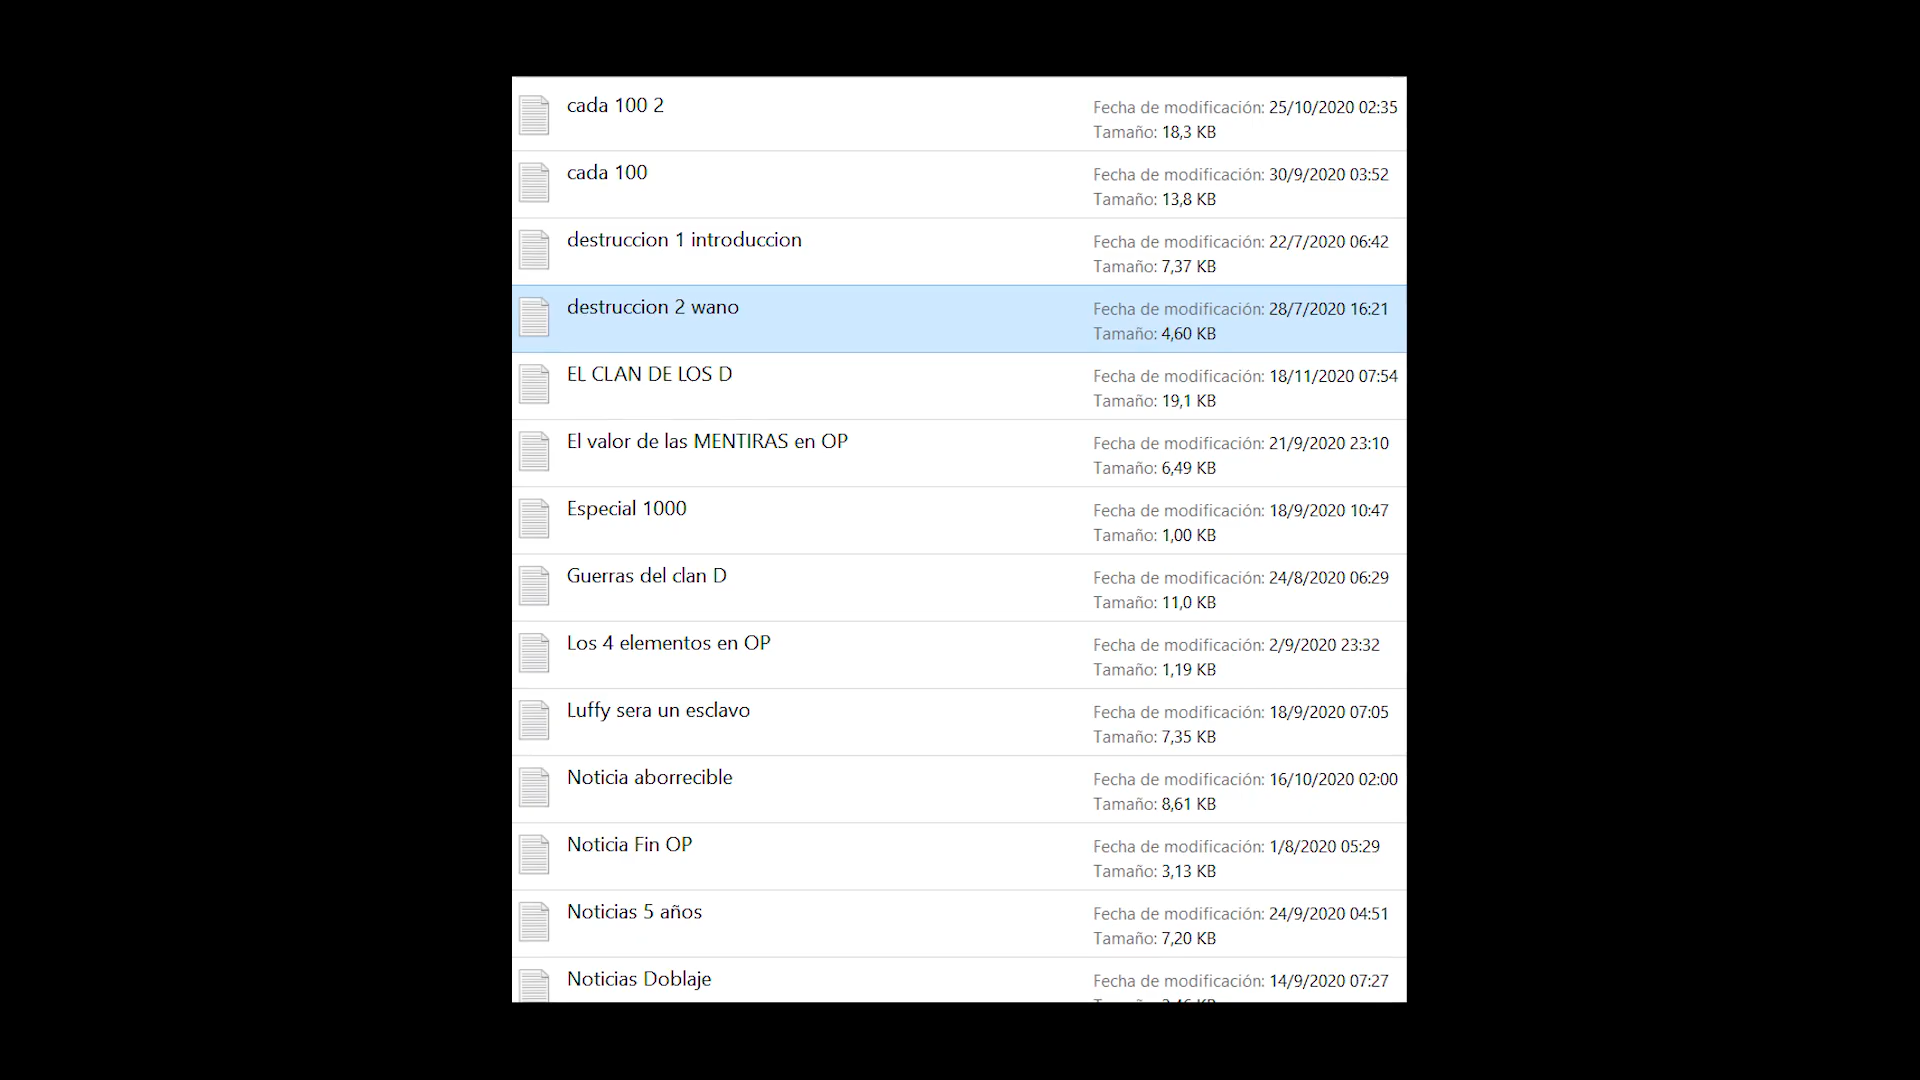 cada 100 2
Fecha de modificación: 25/10/2020 02:35
Tamaño: 18,3 KB
cada 100
Fecha de modificación: 30/9/2020 03:52
Tamaño: 13,8 KB
destruccion 1 introduccion
Fecha de modificación: 22/7/2020 06:42
Tamaño: 7,37 KB
destruccion 2 wano
Fecha de modificación: 28/7/2020 16:21
Tamaño: 4,60 KB
EL CLAN DE LOS D
Fecha de modificación: 18/11/2020 07:54
Tamaño: 19,1 KB
El valor de las MENTIRAS en OP
Fecha de modificación: 21/9/2020 23:10
Tamaño: 6,49 KB
Especial 1000
Fecha de modificación: 18/9/2020 10:47
Tamaño: 1,00 KB
Guerras del clan D
Fecha de modificación: 24/8/2020 06:29
Tamaño: 11,0 KB
Los 4 elementos en OP
Fecha de modificación: 2/9/2020 23:32
Tamaño: 1,19 KB
Luffy sera un esclavo
Fecha de modificación: 18/9/2020 07:05
Tamaño: 7,35 KB
Noticia aborrecible
Fecha de modificación: 16/10/2020 02:00
Tamaño: 8,61 KB
Noticia Fin OP
Fecha de modificación: 1/8/2020 05:29
Tamaño: 3,13 KB
Noticias 5 años
Fecha de modificación: 24/9/2020 04:51
Tamaño: 7,20 KB
Noticias Doblaje
Fecha de modificación: 14/9/2020 07:27